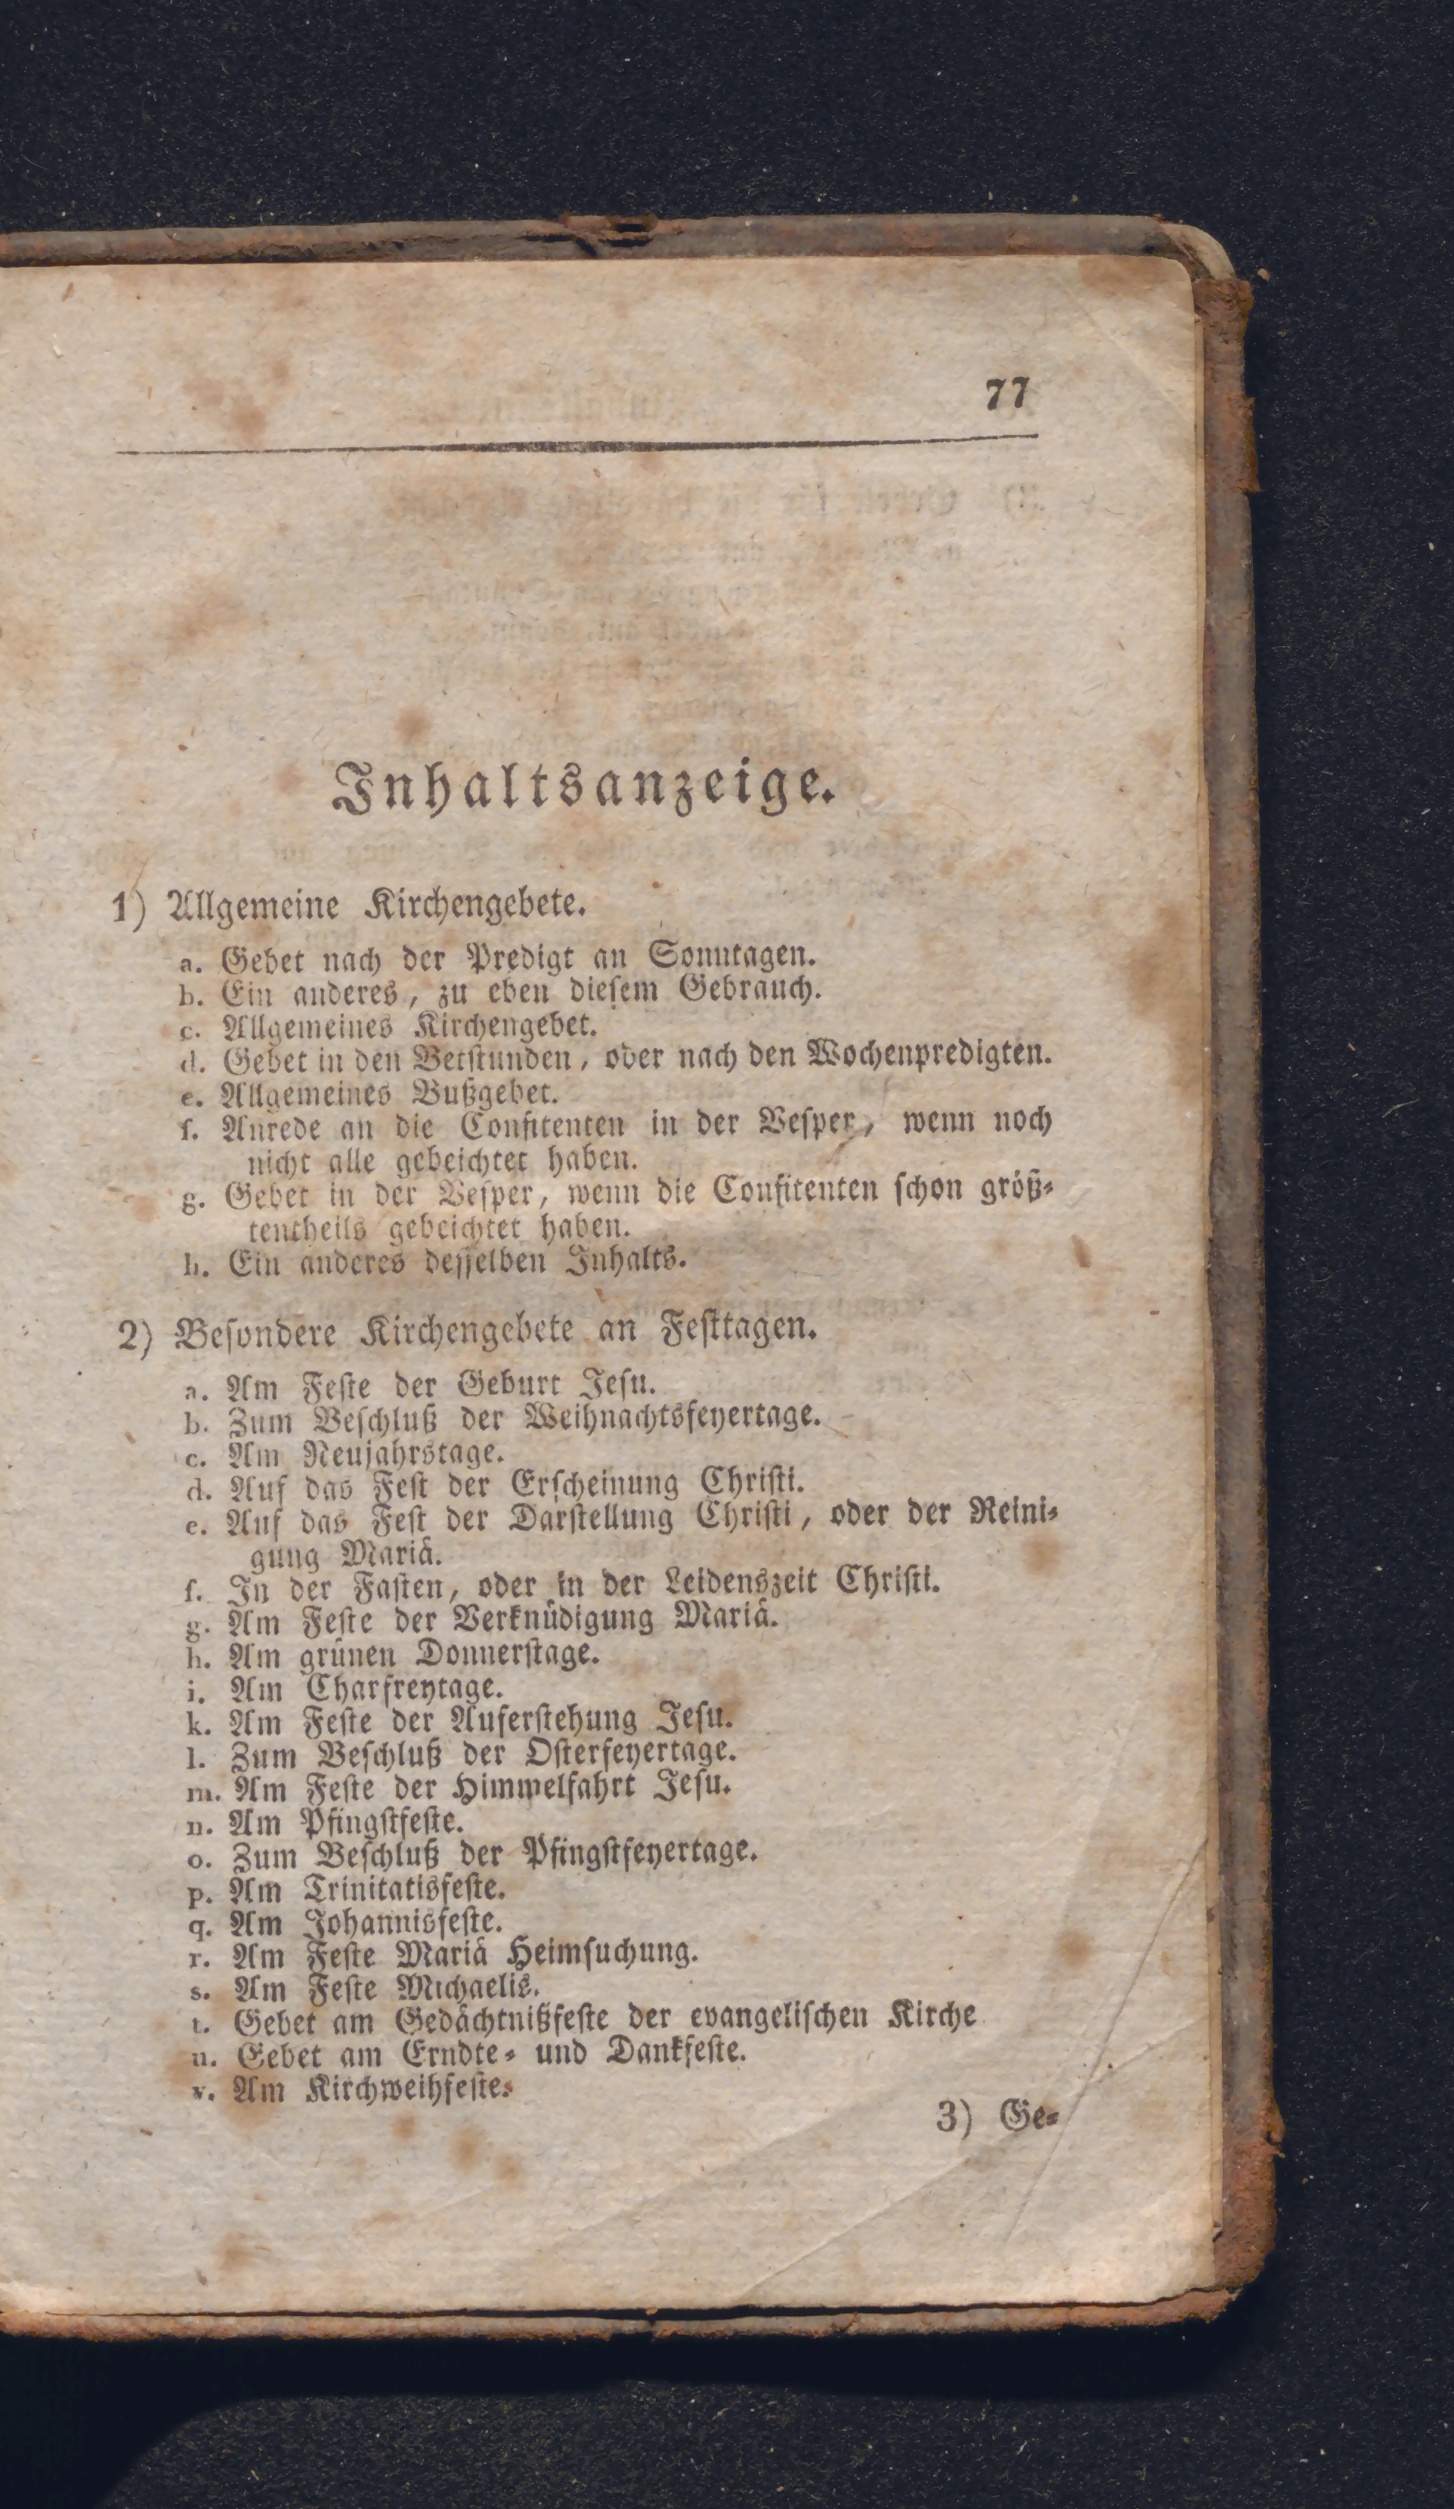 77
Inhaltsanzeige.
1) Allgemeine Kirchengebete.
a. Gebet nach der Predigt an Sonntagen.
b. Ein anderes, zu eben dieſem Gebrauch.
c. Allgemeines Kirchengebet.
d. Gebet in den Betſtunden, oder nach den Wochenpredigten.
e. Allgemeines Bußgebet.
f. Anrede an die Confitenten in der Veſper, wenn noch
nicht alle gebeichtet haben.
g. Gebet in der Veſper, wenn die Confitenten ſchon größ⸗
tentheils gebeichtet haben.
h. Ein anderes deſſelben Inhalts.
2) Beſondere Kirchengebete an Feſttagen.
a. Am Feſte der Geburt Jeſu.
b. Zum Beſchluß der Weihnachtsfeyertage.
c. Am Neujahrstage.
d. Auf das Feſt der Erſcheinung Chriſti.
e. Auf das Feſt der Darſtellung Chriſti, oder der Reini⸗
gung Mariä.
f. In der Faſten, oder in der Leidenszeit Chriſti.
g. Am Feſte der Verknüdigung Mariä.
h. Am grünen Donnerſtage.
i. Am Charfreytage.
k. Am Feſte der Auferſtehung Jeſu.
l. Zum Beſchluß der Oſterfeyertage.
m. Am Feſte der Himmelfahrt Jeſu.
n. Am Pfingſtfeſte.
o. Zum Beſchluß der Pfingſtfeyertage.
p. Am Trinitatisfeſte.
q. Am Johannisfeſte.
r. Am Feſte Mariä Heimſuchung.
s. Am Feſte Michaelis.
t. Gebet am Gedächtnißfeſte der evangeliſchen Kirche
u. Gebet am Erndte⸗ und Dankfeſte.
v. Am Kirchweihfeſte.
3) Ge⸗